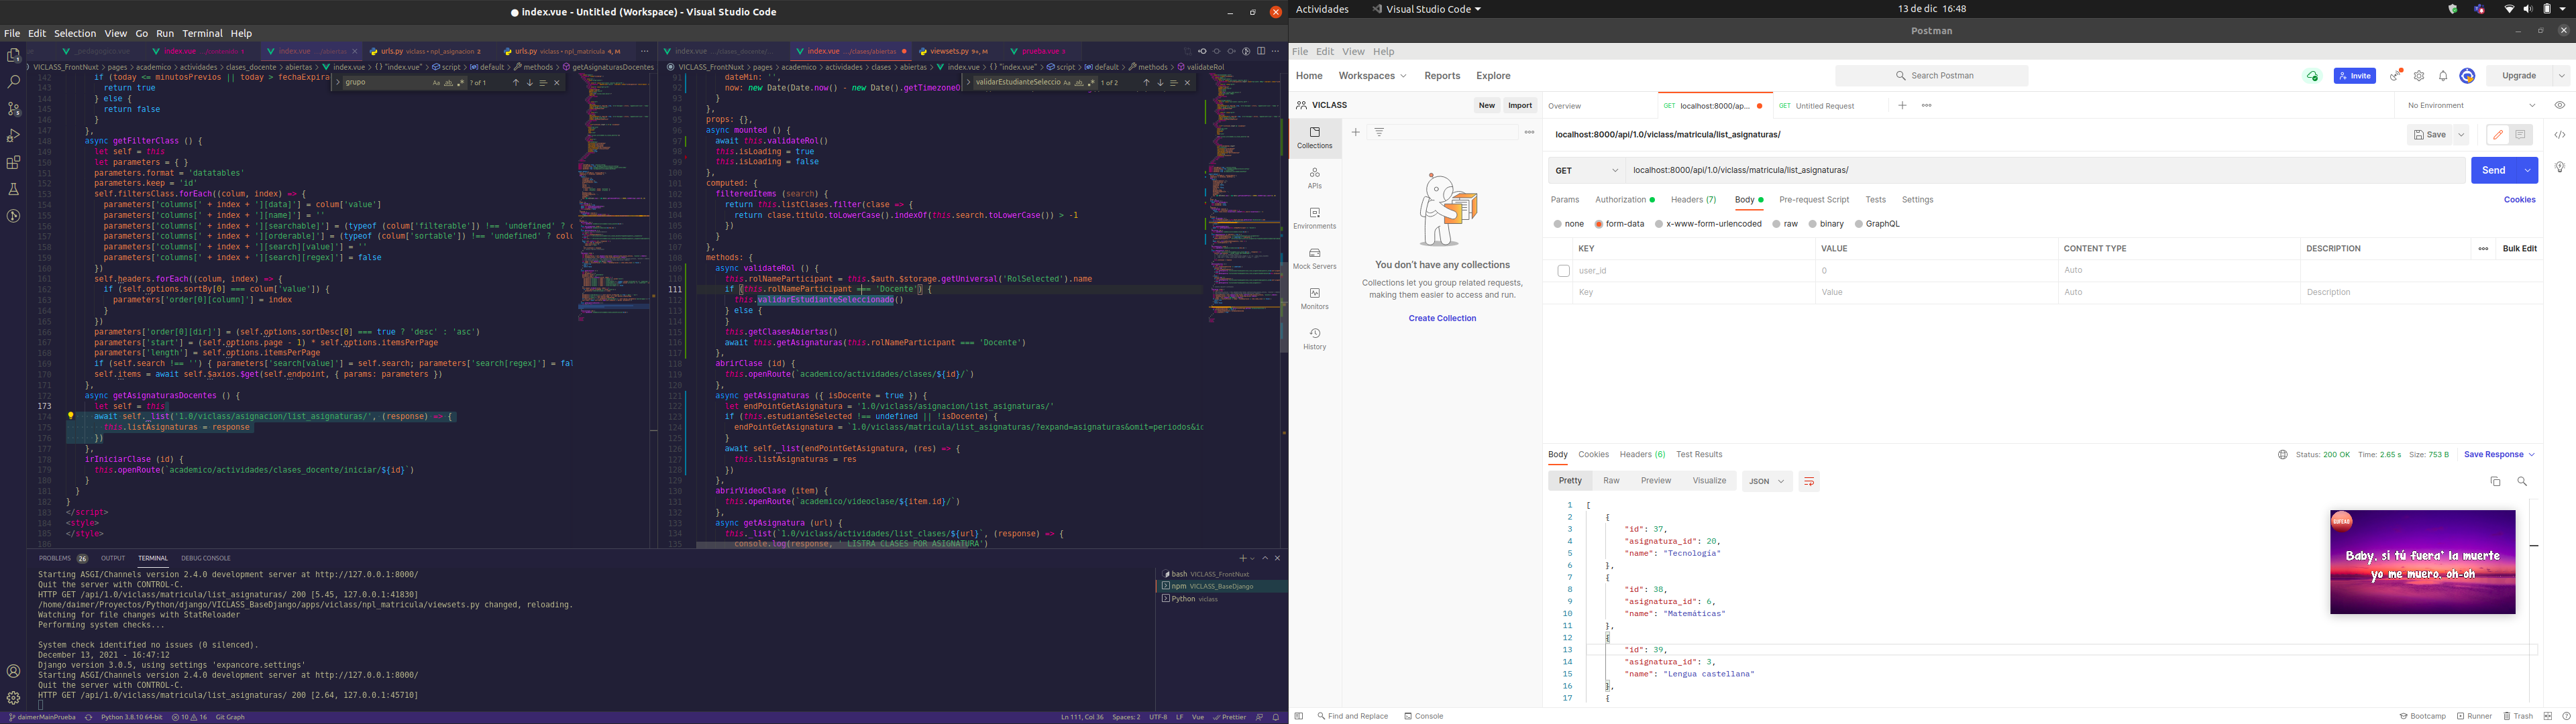 ● index.vue - Untitled (Workspace) - Visual Studio Code
File Edit Selection View Go Run Terminal Help
index.vue .../abiertas
urls.py viclass • npl_asignacion 2
urls.py viclass • npl_matricula 4, M
VICLASS_FrontNuxt > pages > academico > actividades > clases_docente > abiertas > index.vue > {} "index.vue" > script > default > methods > getAsignaturasDocentes
grupo
? of 1
142 if (today <= minutosPrevios || today > fechaExpira
143 return true
144 } else {
145 return false
146 }
147 },
148 async getFilterClass () {
149 let self = this
150 let parameters = { }
151 parameters.format = 'datatables'
152 parameters.keep = 'id'
153 self.filtersClass.forEach((colum, index) => {
154 parameters['columns[' + index + '][data]'] = colum['value']
155 parameters['columns[' + index + '][name]'] = ''
156 parameters['columns[' + index + '][searchable]'] = (typeof (colum['filterable']) !== 'undefined' ? c
157 parameters['columns[' + index + '][orderable]'] = (typeof (colum['sortable']) !== 'undefined' ? colu
158 parameters['columns[' + index + '][search][value]'] = ''
159 parameters['columns[' + index + '][search][regex]'] = false
160 })
161 self.headers.forEach((colum, index) => {
162 if (self.options.sortBy[0] === colum['value']) {
163 parameters['order[0][column]'] = index
164 }
165 })
166 parameters['order[0][dir]'] = (self.options.sortDesc[0] === true ? 'desc' : 'asc')
167 parameters['start'] = (self.options.page - 1) * self.options.itemsPerPage
168 parameters['length'] = self.options.itemsPerPage
169 if (self.search !== '') { parameters['search[value]'] = self.search; parameters['search[regex]'] = fal
170 self.items = await self.$axios.$get(self.endpoint, { params: parameters })
171 },
172 async getAsignaturasDocentes () {
173 let self = this
174 await self._list('1.0/viclass/asignacion/list_asignaturas/', (response) => {
175 this.listAsignaturas = response
176 })
177 },
178 irIniciarClase (id) {
179 this.openRoute(`academico/actividades/clases_docente/iniciar/${id}`)
180 }
181 }
182 }
183 </script>
184 <style>
185 </style>
186
index.vue .../clases_docente/...
index.vue .../clases/abiertas
viewsets.py 9+, M
prueba.vue
VICLASS_FrontNuxt > pages > academico > actividades > clases > abiertas > index.vue > {} "index.vue" > script > default > methods > validateRol
validarEstudianteSeleccio
1 of 2
91 dateMin: '',
92 now: new Date(Date.now() - new Date().getTimezoneO
93 }
94 },
95 props: {},
96 async mounted () {
97 await this.validateRol()
98 this.isLoading = true
99 this.isLoading = false
100 },
101 computed: {
102 filteredItems (search) {
103 return this.listClases.filter(clase => {
104 return clase.titulo.toLowerCase().indexOf(this.search.toLowerCase()) > -1
105 })
106 }
107 },
108 methods: {
109 async validateRol () {
110 this.rolNameParticipant = this.$auth.$storage.getUniversal('RolSelected').name
111 if (this.rolNameParticipant === 'Docente') {
112 this.validarEstudianteSeleccionado()
113 } else {
114 }
115 this.getClasesAbiertas()
116 await this.getAsignaturas(this.rolNameParticipant === 'Docente')
117 },
118 abrirClase (id) {
119 this.openRoute(`academico/actividades/clases/${id}/`)
120 },
121 async getAsignaturas ({ isDocente = true }) {
122 let endPointGetAsignatura = '1.0/viclass/asignacion/list_asignaturas/'
123 if (this.estudianteSelected !== undefined || !isDocente) {
124 endPointGetAsignatura = `1.0/viclass/matricula/list_asignaturas/?expand=asignaturas&omit=periodos&ic
125 }
126 await self._list(endPointGetAsignatura, (res) => {
127 this.listAsignaturas = res
128 })
129 },
130 abrirVideoClase (item) {
131 this.openRoute(`academico/videoclase/${item.id}/`)
132 },
133 async getAsignatura (url) {
134 this._list(`1.0/viclass/actividades/list_clases/${url}`, (response) => {
135 console.log(response, ' LISTRA CLASES POR ASIGNATURA')
PROBLEMS 26 OUTPUT TERMINAL DEBUG CONSOLE
Starting ASGI/Channels version 2.4.0 development server at http://127.0.0.1:8000/
Quit the server with CONTROL-C.
HTTP GET /api/1.0/viclass/matricula/list_asignaturas/ 200 [5.45, 127.0.0.1:41830]
/home/daimer/Proyectos/Python/django/VICLASS_BaseDjango/apps/viclass/npl_matricula/viewsets.py changed, reloading.
Watching for file changes with StatReloader
Performing system checks...
System check identified no issues (0 silenced).
December 13, 2021 - 16:47:12
Django version 3.0.5, using settings 'expancore.settings'
Starting ASGI/Channels version 2.4.0 development server at http://127.0.0.1:8000/
Quit the server with CONTROL-C.
HTTP GET /api/1.0/viclass/matricula/list_asignaturas/ 200 [2.64, 127.0.0.1:45710]
bash VICLASS_FrontNuxt
npm VICLASS_BaseDjango
Python viclass
daimerMainPrueba Python 3.8.10 64-bit 10 16 Git Graph
Ln 111, Col 36 Spaces: 2 UTF-8 LF Vue Prettier
Actividades Visual Studio Code 13 de dic 16:48
Postman
File Edit View Help
Home Workspaces Reports Explore Search Postman Invite Upgrade
VICLASS New Import Overview GET localhost:8000/ap... GET Untitled Request No Environment
Collections
APIs
Environments
Mock Servers
Monitors
History
You don't have any collections
Collections let you group related requests,
making them easier to access and run.
Create Collection
localhost:8000/api/1.0/viclass/matricula/list_asignaturas/ Save
GET localhost:8000/api/1.0/viclass/matricula/list_asignaturas/ Send
Params Authorization Headers (7) Body Pre-request Script Tests Settings Cookies
none form-data x-www-form-urlencoded raw binary GraphQL
KEY VALUE CONTENT TYPE DESCRIPTION Bulk Edit
user_id 0 Auto
Key Value Auto Description
Body Cookies Headers (6) Test Results Status: 200 OK Time: 2.65 s Size: 753 B Save Response
Pretty Raw Preview Visualize JSON
1 [
2 {
3 "id": 37,
4 "asignatura_id": 20,
5 "name": "Tecnología"
6 },
7 {
8 "id": 38,
9 "asignatura_id": 6,
10 "name": "Matemáticas"
11 },
12 {
13 "id": 39,
14 "asignatura_id": 3,
15 "name": "Lengua castellana"
16 },
17 {
Baby, si tú fuera' la muerte
yo me muero, oh-oh
Find and Replace Console Bootcamp Runner Trash